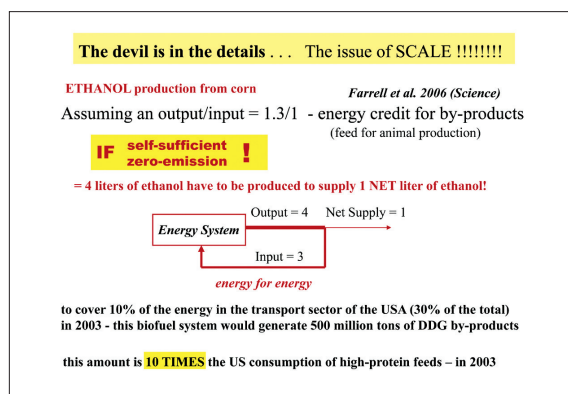 The devil is in the details . . . The issue of SCALE !!!!!!!!
ETHANOL production from corn
Farrell et al. 2006 (Science)
Assuming an output/input = 1.3/1 - energy credit for by-products
(feed for animal production)
IF self-sufficient !
zero-emission
= 4 liters of ethanol have to be produced to supply 1 NET liter of ethanol!
Output = 4 Net Supply = 1
Energy System
Input = 3
energy for energy
to cover 10% of the energy in the transport sector of the USA (30% of the total)
in 2003 - this biofuel system would generate 500 million tons of DDG by-products
this amount is 10 TIMES the US consumption of high-protein feeds – in 2003